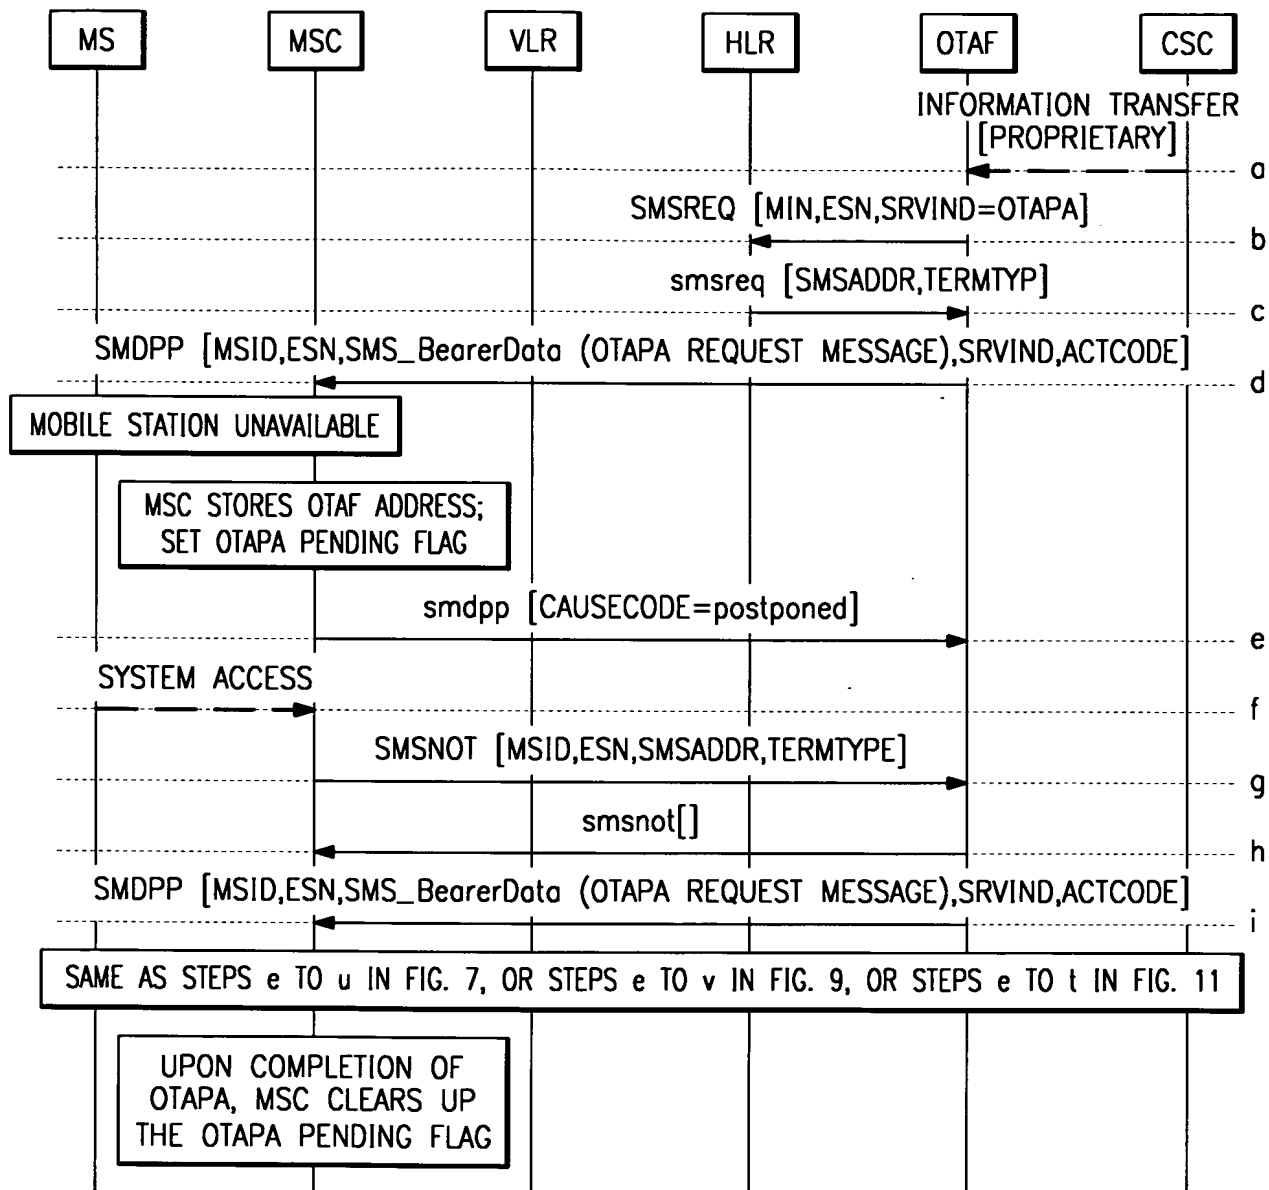 MS MSC VLR HLR OTAF CSC
INFORMATION TRANSFER
[PROPRIETARY]
a
SMSREQ [MIN,ESN,SRVIND=OTAPA]
b
smsreq [SMSADDR,TERMTYP]
c
SMDPP [MSID,ESN,SMS_BearerData (OTAPA REQUEST MESSAGE),SRVIND,ACTCODE]
d
MOBILE STATION UNAVAILABLE
MSC STORES OTAF ADDRESS;
SET OTAPA PENDING FLAG
smdpp [CAUSECODE=postponed]
e
SYSTEM ACCESS
f
SMSNOT [MSID,ESN,SMSADDR,TERMTYPE]
g
smsnot[]
h
SMDPP [MSID,ESN,SMS_BearerData (OTAPA REQUEST MESSAGE),SRVIND,ACTCODE]
i
SAME AS STEPS e TO u IN FIG. 7, OR STEPS e TO v IN FIG. 9, OR STEPS e TO t IN FIG. 11
UPON COMPLETION OF
OTAPA, MSC CLEARS UP
THE OTAPA PENDING FLAG